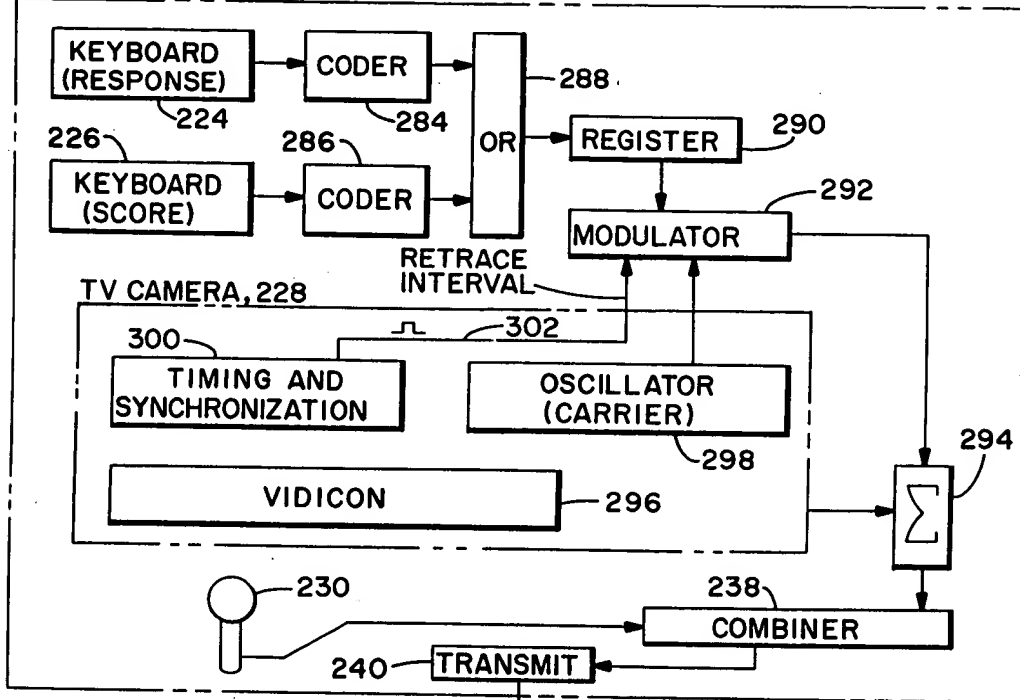 KEYBOARD
(RESPONSE)
224
CODER
284
OR
288
REGISTER
290
226
KEYBOARD
(SCORE)
286
CODER
292
MODULATOR
RETRACE
INTERVAL
TV CAMERA, 228
302
300
TIMING AND
SYNCHRONIZATION
OSCILLATOR
(CARRIER)
298
294
Σ
VIDICON
296
230
238
COMBINER
240
TRANSMIT